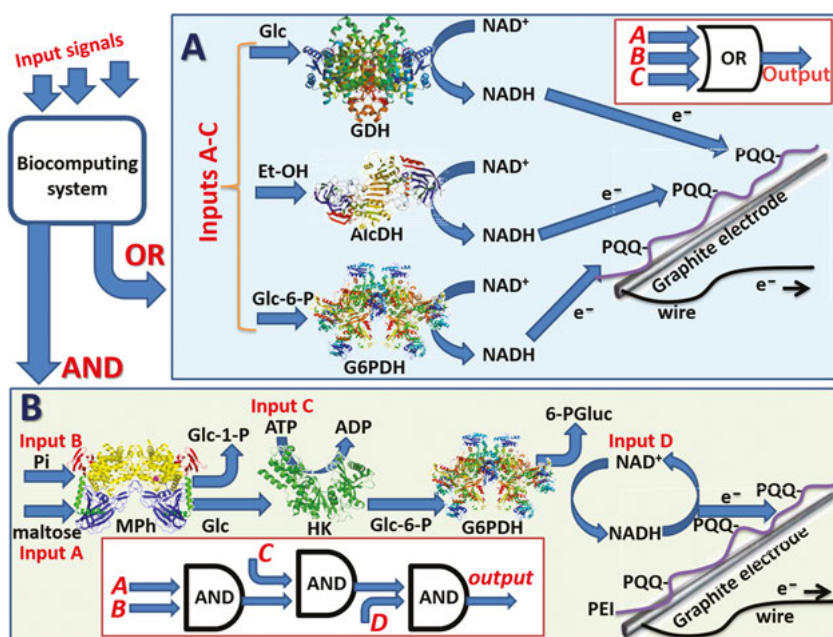 Input signals
Biocomputing
system
OR
AND
A
Inputs A-C
Glc
GDH
NAD⁺
NADH
Et-OH
AlcDH
NAD⁺
NADH
Glc-6-P
G6PDH
NAD⁺
NADH
e⁻
e⁻
e⁻
PQQ-
PQQ-
PQQ-
Graphite electrode
wire
e⁻
A
B
C
OR
Output
B
Input B
Pi
maltose
Input A
MPh
Glc-1-P
Glc
Input C
ATP
ADP
HK
Glc-6-P
G6PDH
6-PGluc
Input D
NAD⁺
NADH
e⁻
PQQ-
PQQ-
PQQ-
PEI
Graphite electrode
wire
e⁻
A
B
AND
C
AND
D
AND
output